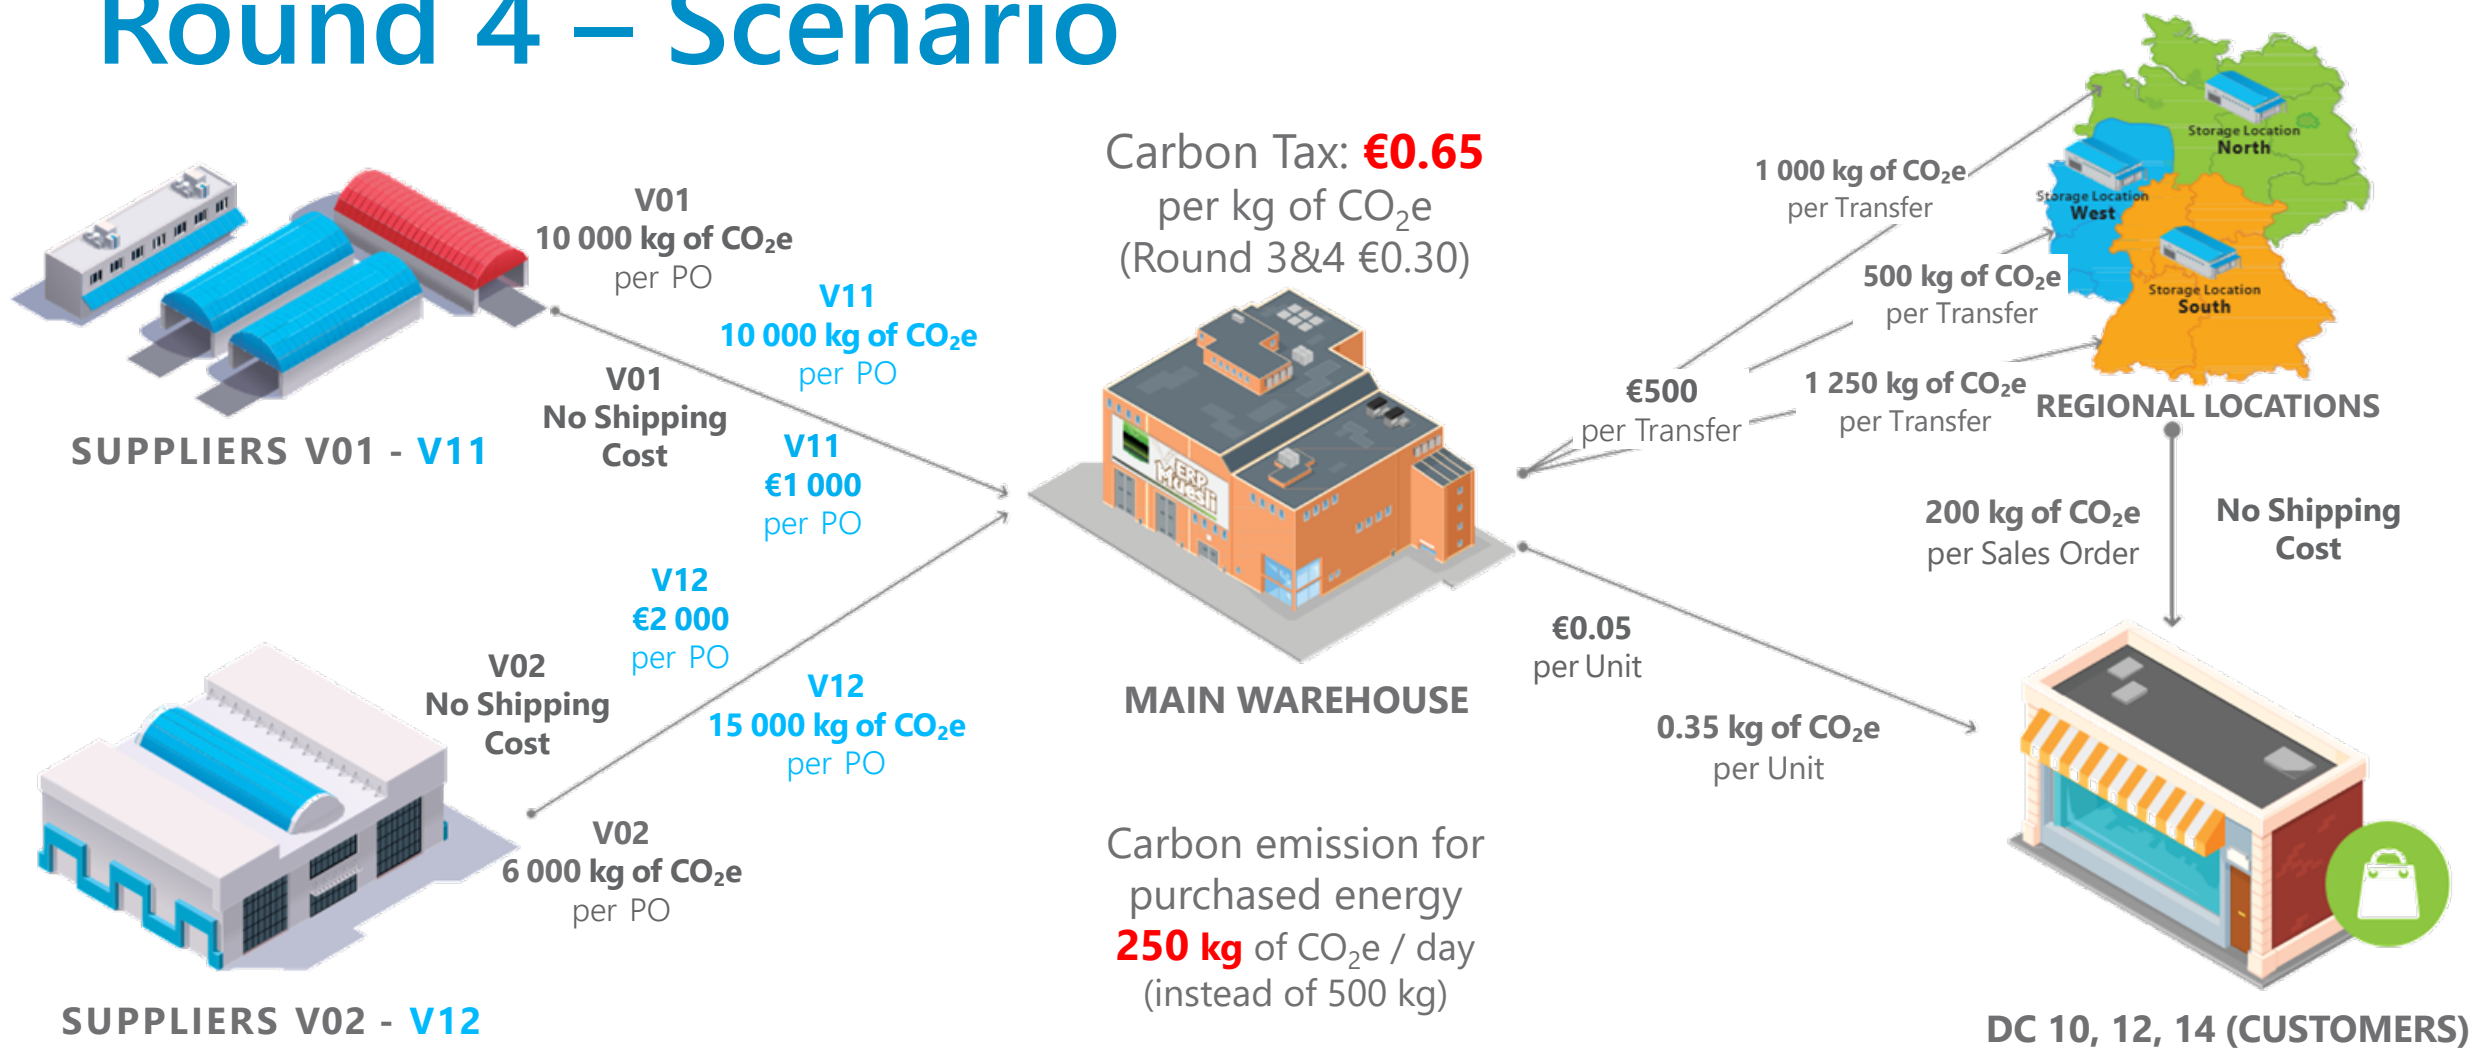 Round 4 – Scenario
Carbon Tax: €0.65
per kg of CO₂e
(Round 3&4 €0.30)
V01
10 000 kg of CO₂e
per PO
V11
10 000 kg of CO₂e
per PO
V01
No Shipping
Cost
V11
€1 000
per PO
SUPPLIERS V01 - V11
V12
€2 000
per PO
V02
No Shipping
Cost
V12
15 000 kg of CO₂e
per PO
V02
6 000 kg of CO₂e
per PO
SUPPLIERS V02 - V12
ERP
Muesli
MAIN WAREHOUSE
Carbon emission for
purchased energy
250 kg of CO₂e / day
(instead of 500 kg)
1 000 kg of CO₂e
per Transfer
500 kg of CO₂e
per Transfer
€500
per Transfer
1 250 kg of CO₂e
per Transfer
Storage Location
North
Storage Location
West
Storage Location
South
REGIONAL LOCATIONS
200 kg of CO₂e
per Sales Order
No Shipping
Cost
€0.05
per Unit
0.35 kg of CO₂e
per Unit
DC 10, 12, 14 (CUSTOMERS)